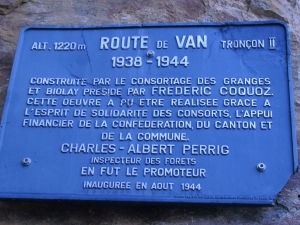 ALT. 1220 m ROUTE DE VAN TRONÇON II
1938 - 1944
CONSTRUITE PAR LE CONSORTAGE DES GRANGES
ET BIOLAY PRESIDE PAR FREDERIC COQUOZ.
CETTE OEUVRE A PU ETRE REALISEE GRACE A
L'ESPRIT DE SOLIDARITE DES CONSORTS, L'APPUI
FINANCIER DE LA CONFEDERATION, DU CANTON ET
DE LA COMMUNE.
CHARLES - ALBERT PERRIG
INSPECTEUR DES FORETS
EN FUT LE PROMOTEUR
INAUGUREE EN AOUT 1944